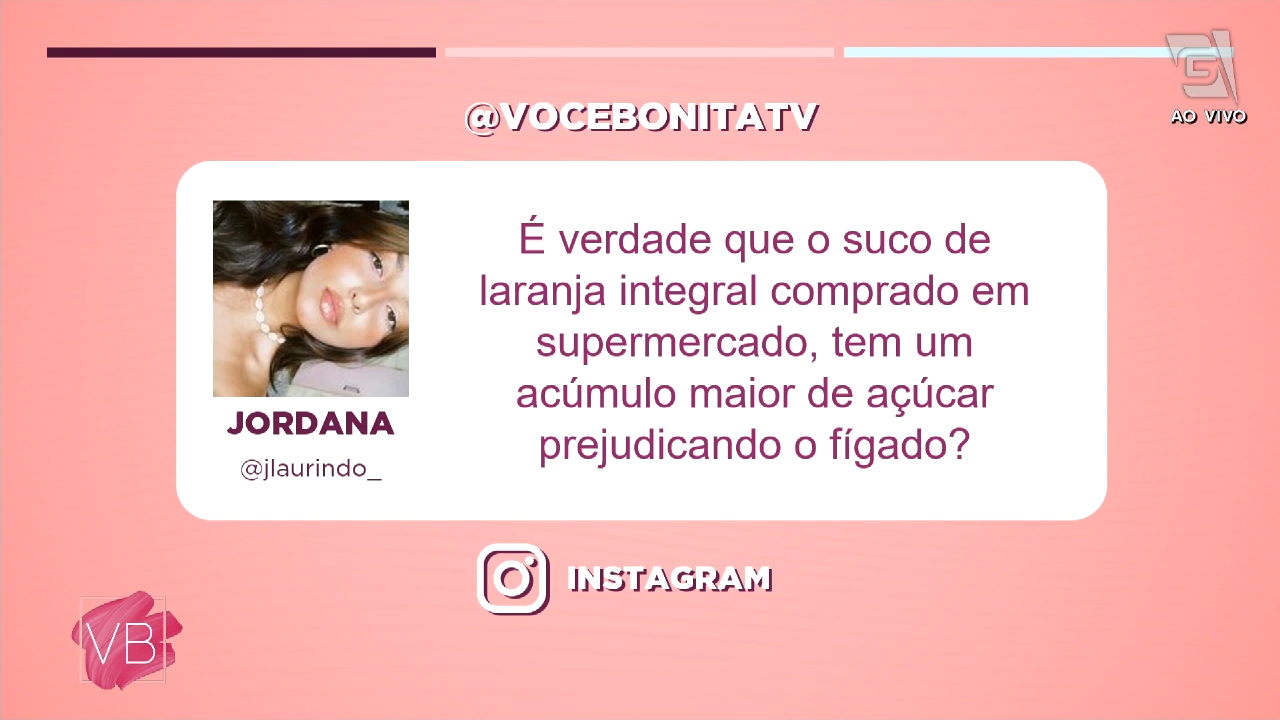 @VOCEBONITATV
AO VIVO
É verdade que o suco de
laranja integral comprado em
supermercado, tem um
acúmulo maior de açúcar
prejudicando o fígado?
JORDANA
@jlaurindo_
INSTAGRAM
VB